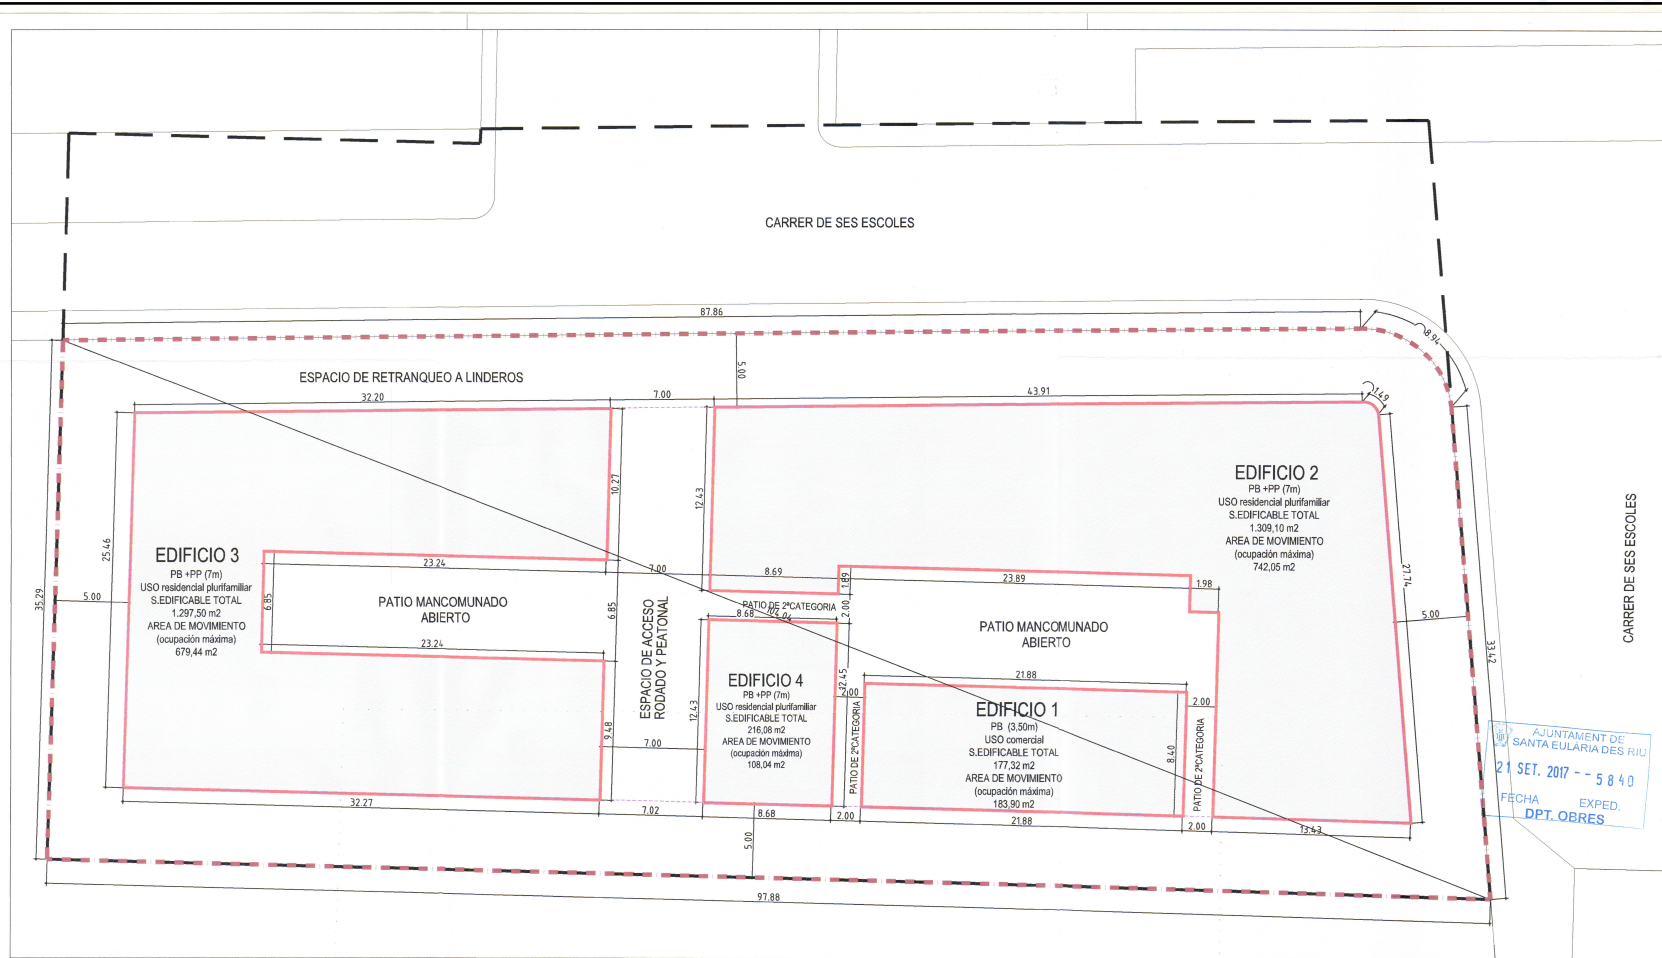 CARRER DE SES ESCOLES
87.86
8.94
5.00
ESPACIO DE RETRANQUEO A LINDEROS
32.20
7.00
43.91
1.49
EDIFICIO 2
PB +PP (7m)
USO residencial plurifamiliar
S.EDIFICABLE TOTAL
1.309,10 m2
AREA DE MOVIMIENTO
(ocupación máxima)
742,05 m2
10.27
12.43
25.46
35.29
5.00
EDIFICIO 3
PB +PP (7m)
USO residencial plurifamiliar
S.EDIFICABLE TOTAL
1.297,50 m2
AREA DE MOVIMIENTO
(ocupación máxima)
679,44 m2
23.24
6.85
PATIO MANCOMUNADO
ABIERTO
23.24
6.85
7.00
8.69
1.89
23.89
1.98
27.74
5.00
33.42
CARRER DE SES ESCOLES
PATIO DE 2ªCATEGORIA
8.68
104.04
2.00
ESPACIO DE ACCESO
RODADO Y PEATONAL
PATIO MANCOMUNADO
ABIERTO
21.88
EDIFICIO 4
PB +PP (7m)
USO residencial plurifamiliar
S.EDIFICABLE TOTAL
216,08 m2
AREA DE MOVIMIENTO
(ocupación máxima)
108,04 m2
12.43
12.45
2.00
PATIO DE 2ªCATEGORIA
EDIFICIO 1
PB (3,50m)
USO comercial
S.EDIFICABLE TOTAL
177,32 m2
AREA DE MOVIMIENTO
(ocupación máxima)
183,90 m2
8.40
2.00
PATIO DE 2ªCATEGORIA
9.48
7.00
32.27
7.02
8.68
2.00
21.88
2.00
13.43
5.00
97.88
AJUNTAMENT DE
SANTA EULÀRIA DES RIU
21 SET. 2017 - - 5840
FECHA EXPED.
DPT. OBRES